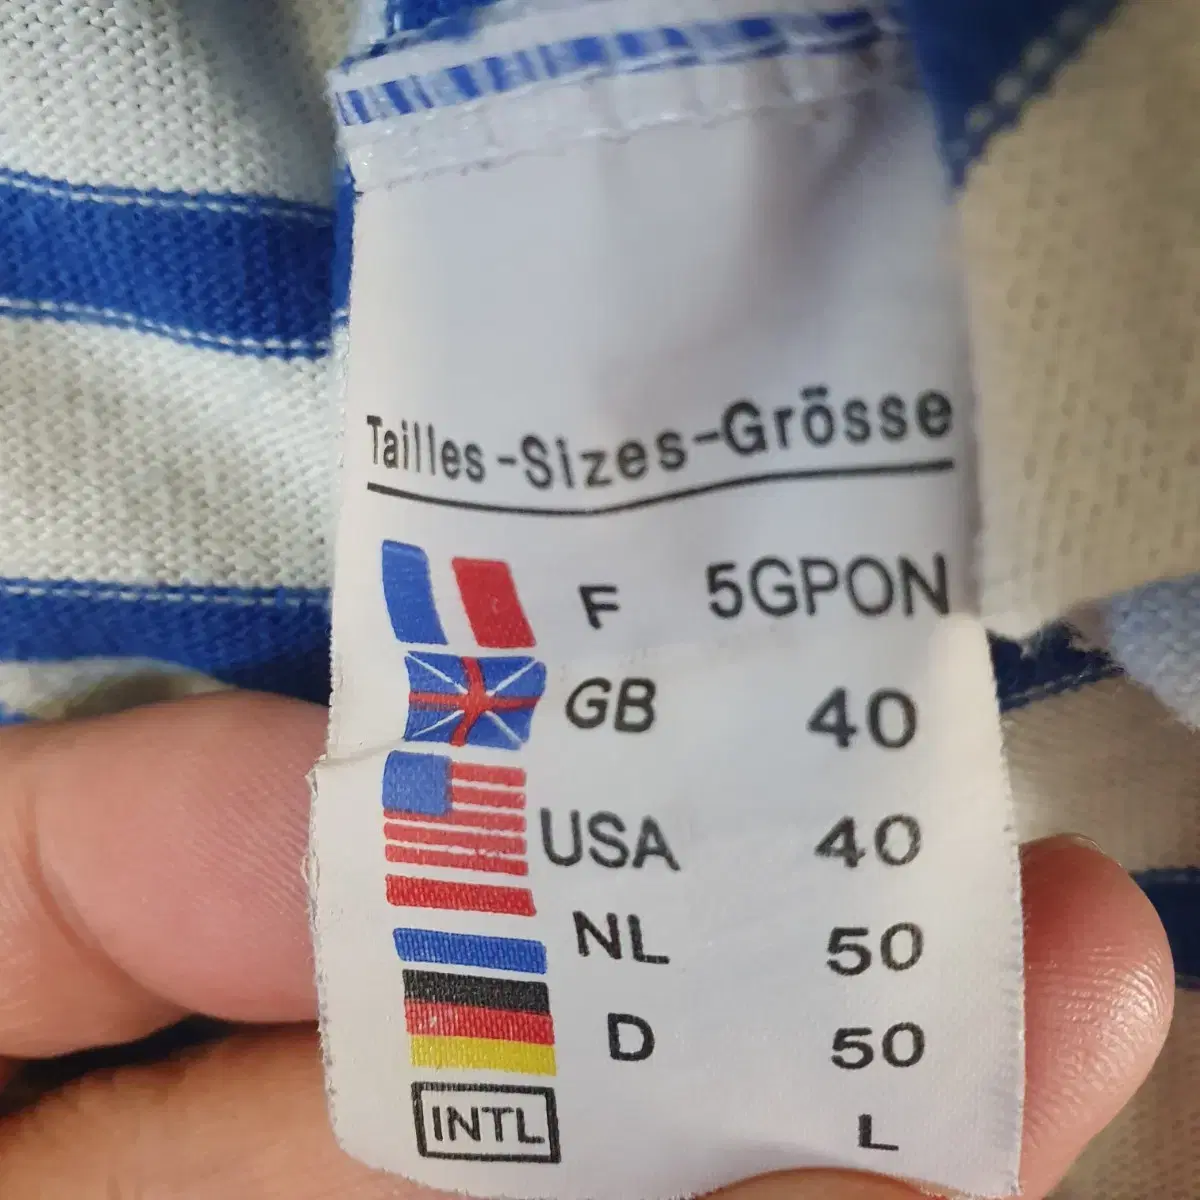 Tailles-Sizes-Grösse
F 5GPON
GB 40
USA 40
NL 50
D 50
INTL L